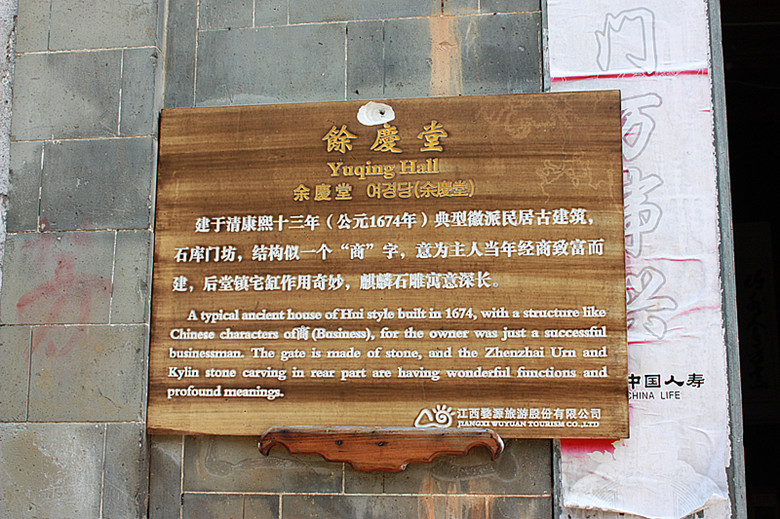 餘慶堂
Yuqing Hall
余慶堂 여경당(余慶堂)
建于清康熙十三年（公元1674年）典型徽派民居古建筑，
石库门坊，结构似一个“商”字，意为主人当年经商致富而
建，后堂镇宅缸作用奇妙，麒麟石雕寓意深长。
A typical ancient house of Hui style built in 1674, with a structure like
Chinese characters of商(Business), for the owner was just a successful
businessman. The gate is made of stone, and the Zhenzhai Urn and
Kylin stone carving in rear part are having wonderful functions and
profound meanings.
江西婺源旅游股份有限公司
JIANGXI WUYUAN TOURISM CO.,LTD
门
万
事
兴
中国人寿
CHINA LIFE